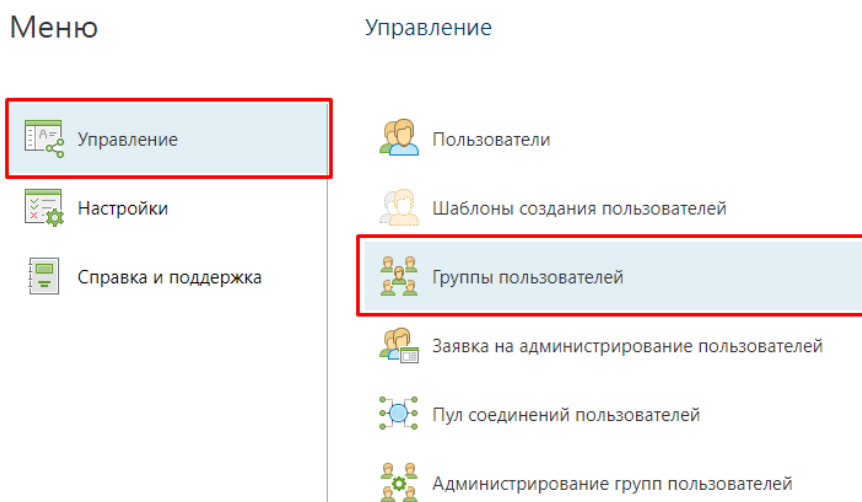 Меню
Управление
Управление
Настройки
Справка и поддержка
Пользователи
Шаблоны создания пользователей
Группы пользователей
Заявка на администрирование пользователей
Пул соединений пользователей
Администрирование групп пользователей